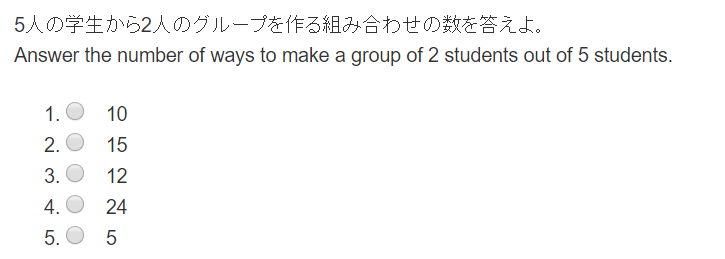 5人の学生から2人のグループを作る組み合わせの数を答えよ。
Answer the number of ways to make a group of 2 students out of 5 students.
1. 10
2. 15
3. 12
4. 24
5. 5